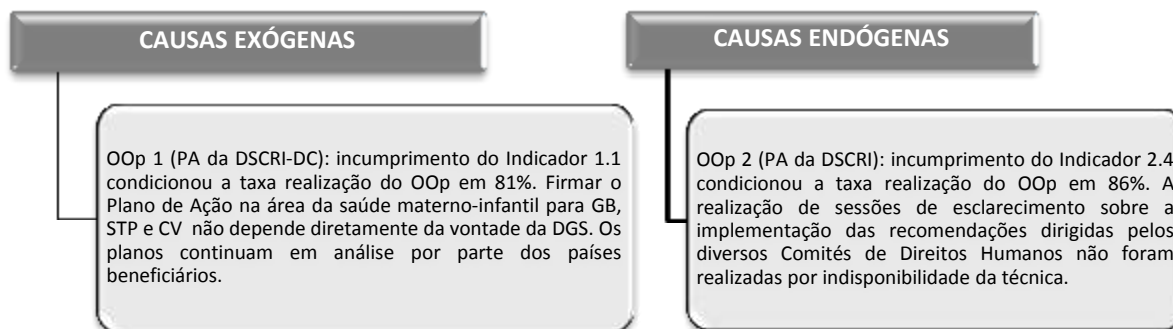 CAUSAS EXÓGENAS
OOp 1 (PA da DSCRI-DC): incumprimento do Indicador 1.1
condicionou a taxa realização do OOp em 81%. Firmar o
Plano de Ação na área da saúde materno-infantil para GB,
STP e CV não depende diretamente da vontade da DGS. Os
planos continuam em análise por parte dos países
beneficiários.
CAUSAS ENDÓGENAS
OOp 2 (PA da DSCRI): incumprimento do Indicador 2.4
condicionou a taxa realização do OOp em 86%. A
realização de sessões de esclarecimento sobre a
implementação das recomendações dirigidas pelos
diversos Comités de Direitos Humanos não foram
realizadas por indisponibilidade da técnica.